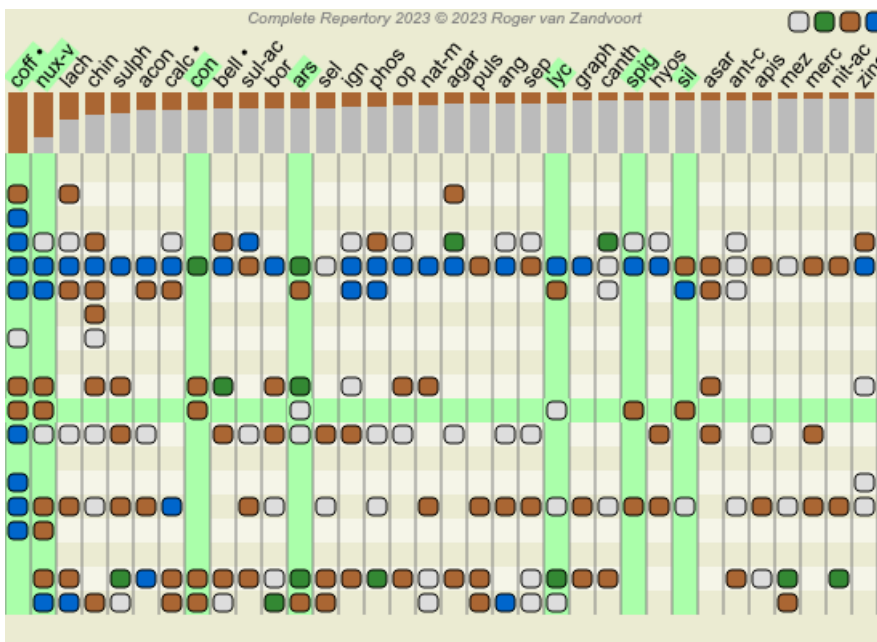 Complete Repertory 2023 © 2023 Roger van Zandvoort
coff • nux-v lach chin sulph acon calc • con bell • sul-ac bor ars sel ign phos op nat-m agar puls ang sep lyc graph canth spig hyos sil asar ant-c apis mez merc nit-ac